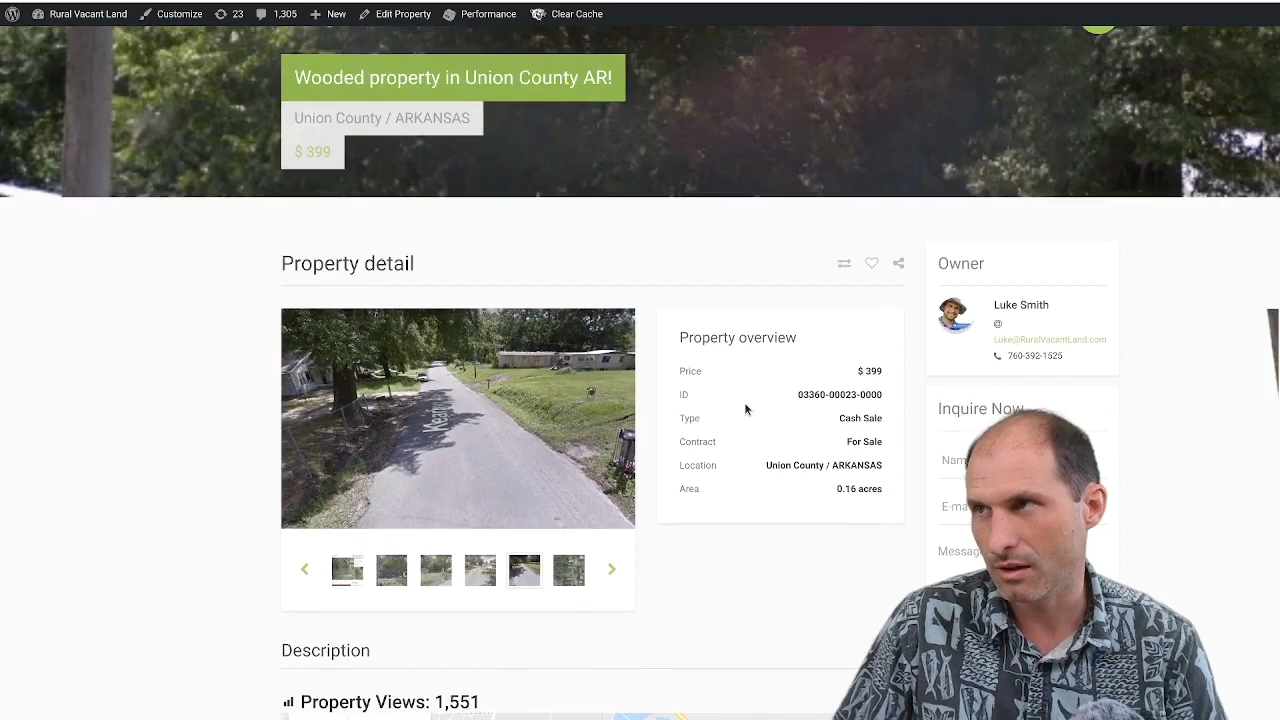 Rural Vacant Land Customize 23 1,305 New Edit Property Performance Clear Cache
Wooded property in Union County AR!
Union County / ARKANSAS
$ 399
Property detail
Property overview
Price $ 399
ID 03360-00023-0000
Type Cash Sale
Contract For Sale
Location Union County / ARKANSAS
Area 0.16 acres
Owner
Luke Smith
@
Luke@RuralVacantLand.com
760-392-1525
Inquire Now
Nam
E-ma
Messag
Description
Property Views: 1,551